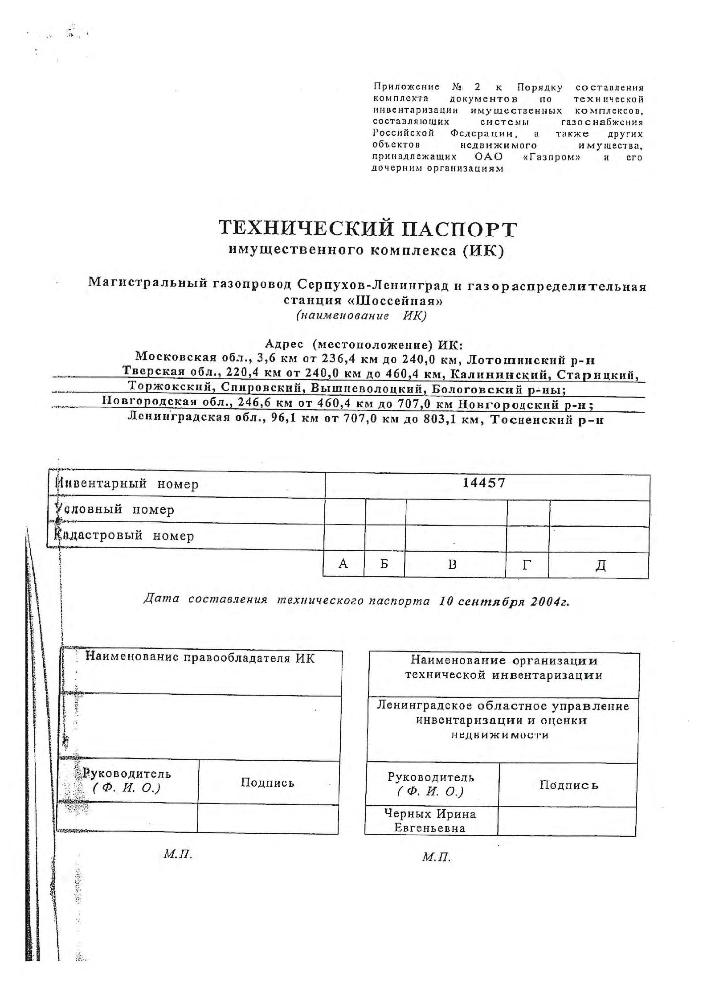 Приложение № 2 к Порядку составления
комплекта документов по технической
инвентаризации имущественных комплексов,
составляющих системы газоснабжения
Российской Федерации, а также других
объектов недвижимого имущества,
принадлежащих ОАО «Газпром» и его
дочерним организациям
ТЕХНИЧЕСКИЙ ПАСПОРТ
имущественного комплекса (ИК)
Магистральный газопровод Серпухов-Ленинград и газораспределительная
станция «Шоссейная»
(наименование ИК)
Адрес (местоположение) ИК:
Московская обл., 3,6 км от 236,4 км до 240,0 км, Лотошинский р-н
Тверская обл., 220,4 км от 240,0 км до 460,4 км, Калининский, Старицкий,
Торжокский, Спировский, Вышневолоцкий, Бологовский р-ны;
Новгородская обл., 246,6 км от 460,4 км до 707,0 км Новгородский р-н;
Ленинградская обл., 96,1 км от 707,0 км до 803,1 км, Тосненский р-н
Инвентарный номер 14457
Условный номер
Кадастровый номер
А Б В Г Д
Дата составления технического паспорта 10 сентября 2004г.
Наименование правообладателя ИК
Руководитель
(Ф. И. О.)
Подпись
М.П.
Наименование организации
технической инвентаризации
Ленинградское областное управление
инвентаризации и оценки
недвижимости
Руководитель
(Ф. И. О.)
Подпись
Черных Ирина
Евгеньевна
М.П.